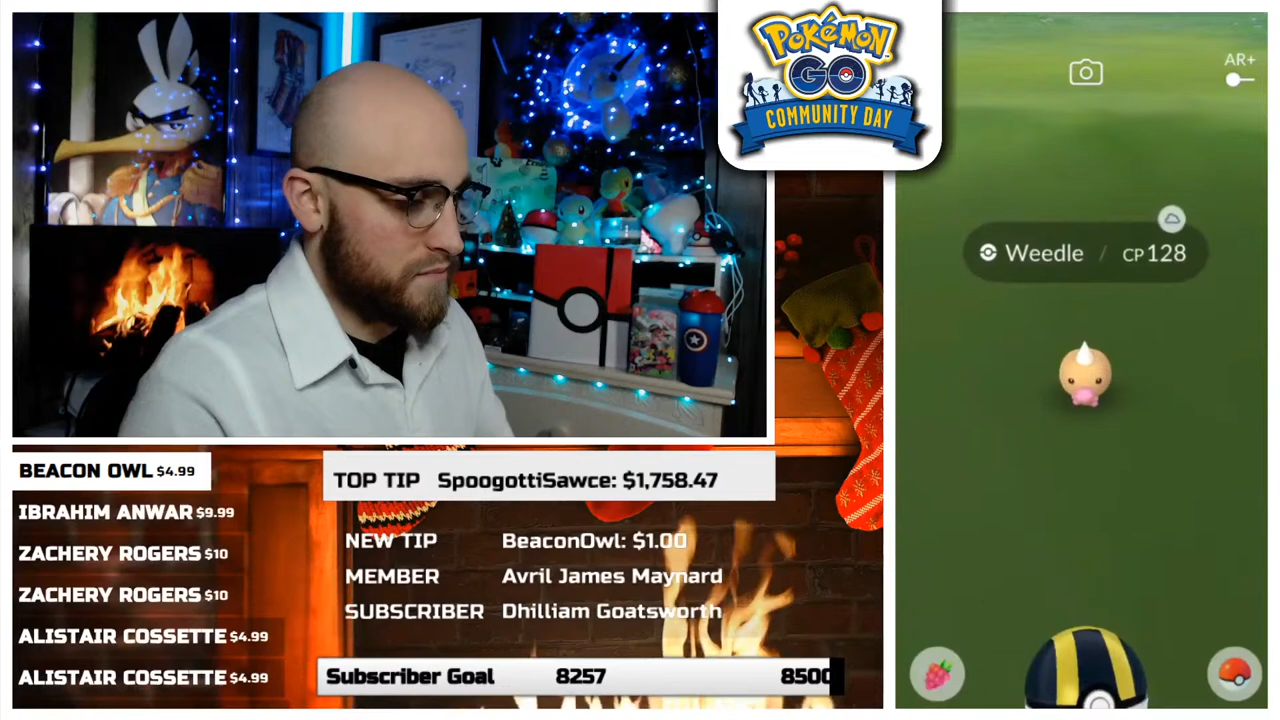 POKÉMON
GO
COMMUNITY DAY
AR+
Weedle / CP128
BEACON OWL $4.99
IBRAHIM ANWAR $9.99
ZACHERY ROGERS $10
ZACHERY ROGERS $10
ALISTAIR COSSETTE $4.99
ALISTAIR COSSETTE $4.99
TOP TIP SpoogottiSawce: $1,758.47
NEW TIP BeaconOwl: $1.00
MEMBER Avril James Maynard
SUBSCRIBER Dhilliam Goatsworth
Subscriber Goal 8257 8500